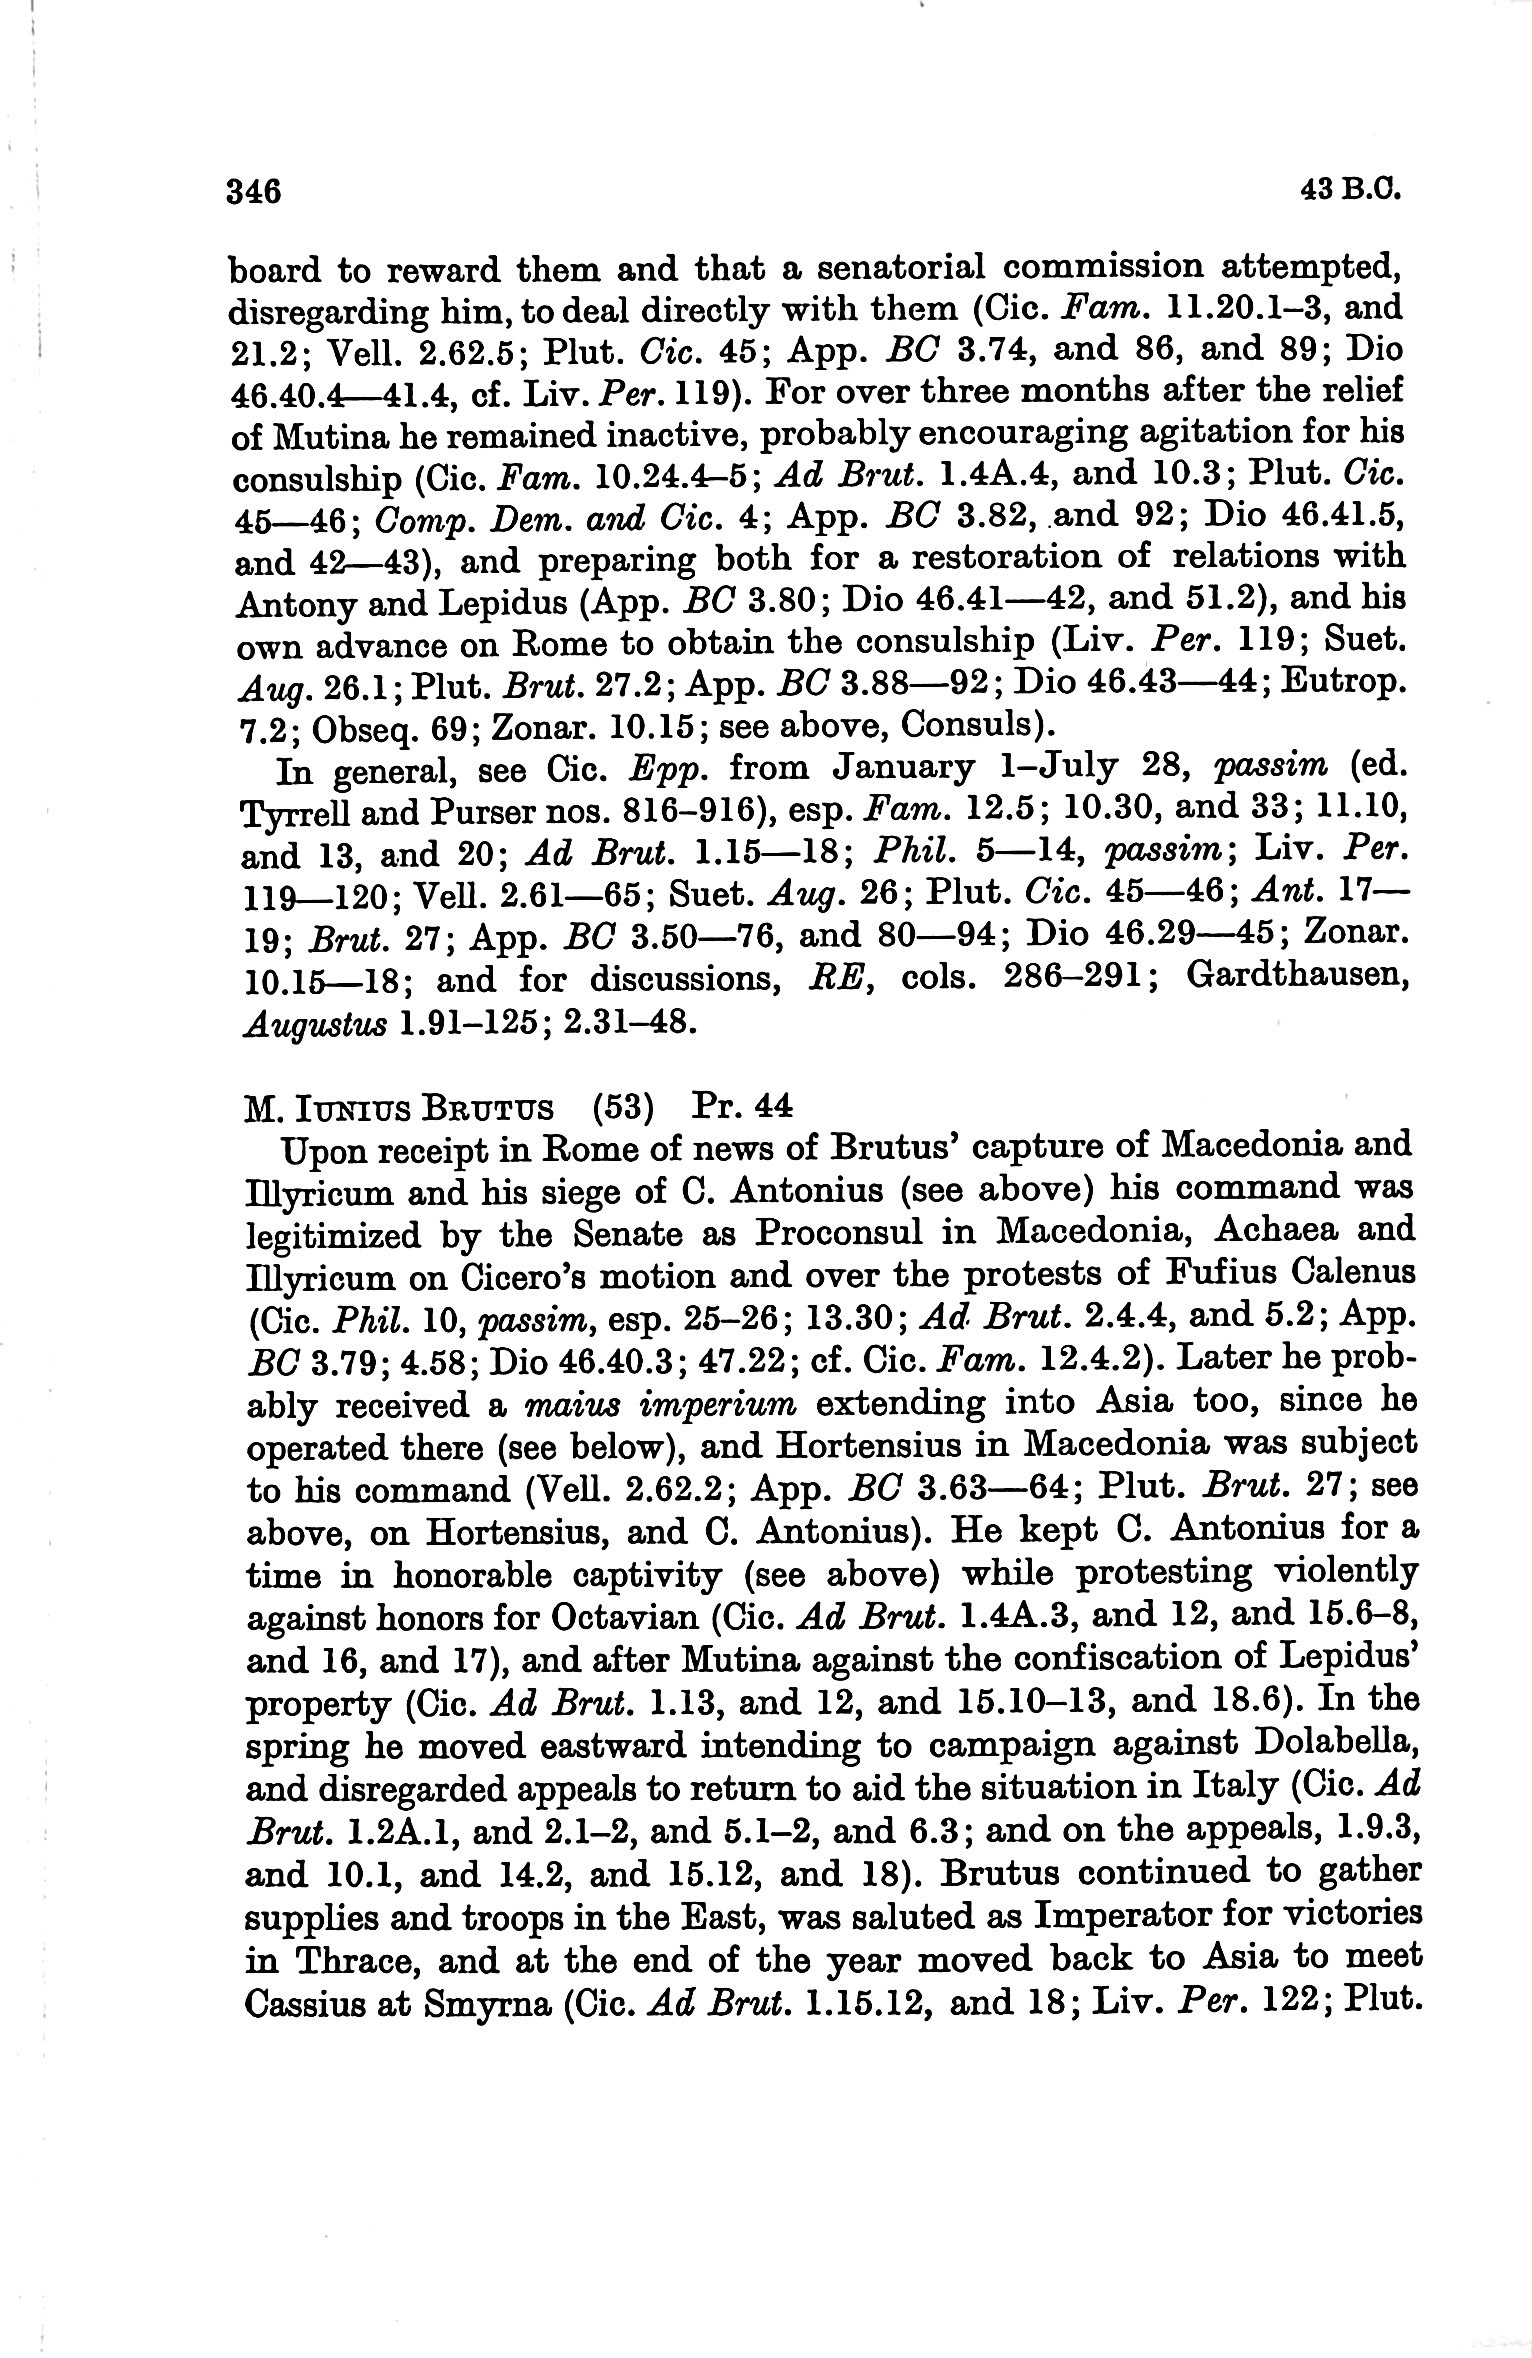 346 43 B.C.
board to reward them and that a senatorial commission attempted,
disregarding him, to deal directly with them (Cic. Fam. 11.20.1–3, and
21.2; Vell. 2.62.5; Plut. Cic. 45; App. BC 3.74, and 86, and 89; Dio
46.40.4—41.4, cf. Liv. Per. 119). For over three months after the relief
of Mutina he remained inactive, probably encouraging agitation for his
consulship (Cic. Fam. 10.24.4–5; Ad Brut. 1.4A.4, and 10.3; Plut. Cic.
45—46; Comp. Dem. and Cic. 4; App. BC 3.82, and 92; Dio 46.41.5,
and 42—43), and preparing both for a restoration of relations with
Antony and Lepidus (App. BC 3.80; Dio 46.41—42, and 51.2), and his
own advance on Rome to obtain the consulship (Liv. Per. 119; Suet.
Aug. 26.1; Plut. Brut. 27.2; App. BC 3.88—92; Dio 46.43—44; Eutrop.
7.2; Obseq. 69; Zonar. 10.15; see above, Consuls).
In general, see Cic. Epp. from January 1–July 28, passim (ed.
Tyrrell and Purser nos. 816–916), esp. Fam. 12.5; 10.30, and 33; 11.10,
and 13, and 20; Ad Brut. 1.15—18; Phil. 5—14, passim; Liv. Per.
119—120; Vell. 2.61—65; Suet. Aug. 26; Plut. Cic. 45—46; Ant. 17—
19; Brut. 27; App. BC 3.50—76, and 80—94; Dio 46.29—45; Zonar.
10.15—18; and for discussions, RE, cols. 286–291; Gardthausen,
Augustus 1.91–125; 2.31–48.
M. IUNIUS BRUTUS (53) Pr. 44
Upon receipt in Rome of news of Brutus’ capture of Macedonia and
Illyricum and his siege of C. Antonius (see above) his command was
legitimized by the Senate as Proconsul in Macedonia, Achaea and
Illyricum on Cicero’s motion and over the protests of Fufius Calenus
(Cic. Phil. 10, passim, esp. 25–26; 13.30; Ad Brut. 2.4.4, and 5.2; App.
BC 3.79; 4.58; Dio 46.40.3; 47.22; cf. Cic. Fam. 12.4.2). Later he prob-
ably received a maius imperium extending into Asia too, since he
operated there (see below), and Hortensius in Macedonia was subject
to his command (Vell. 2.62.2; App. BC 3.63—64; Plut. Brut. 27; see
above, on Hortensius, and C. Antonius). He kept C. Antonius for a
time in honorable captivity (see above) while protesting violently
against honors for Octavian (Cic. Ad Brut. 1.4A.3, and 12, and 15.6–8,
and 16, and 17), and after Mutina against the confiscation of Lepidus’
property (Cic. Ad Brut. 1.13, and 12, and 15.10–13, and 18.6). In the
spring he moved eastward intending to campaign against Dolabella,
and disregarded appeals to return to aid the situation in Italy (Cic. Ad
Brut. 1.2A.1, and 2.1–2, and 5.1–2, and 6.3; and on the appeals, 1.9.3,
and 10.1, and 14.2, and 15.12, and 18). Brutus continued to gather
supplies and troops in the East, was saluted as Imperator for victories
in Thrace, and at the end of the year moved back to Asia to meet
Cassius at Smyrna (Cic. Ad Brut. 1.15.12, and 18; Liv. Per. 122; Plut.